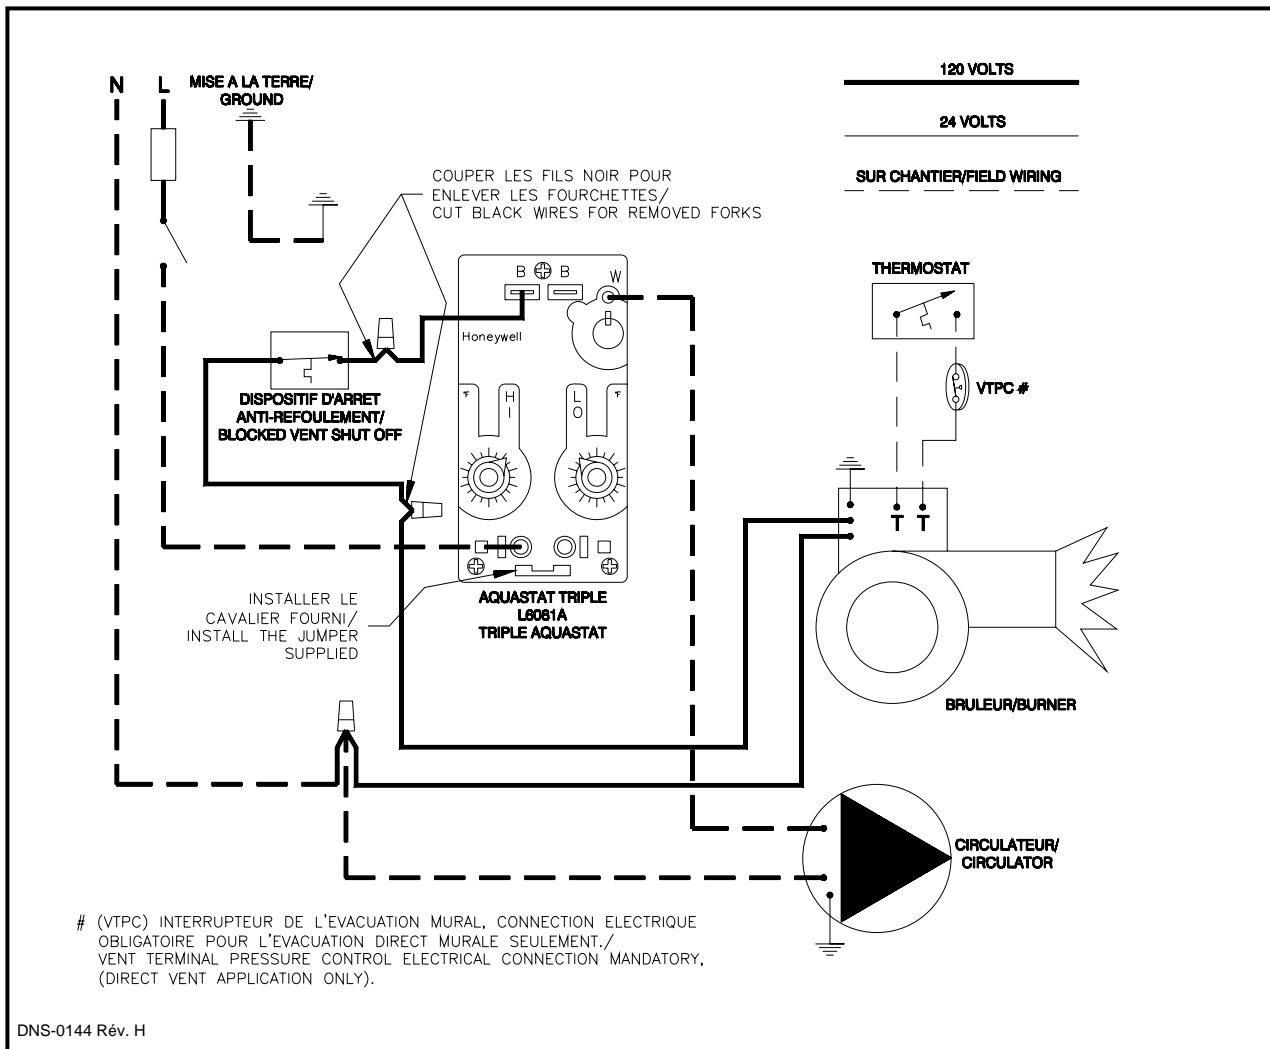 N
L
MISE A LA TERRE/
GROUND
120 VOLTS
24 VOLTS
SUR CHANTIER/FIELD WIRING
COUPER LES FILS NOIR POUR
ENLEVER LES FOURCHETTES/
CUT BLACK WIRES FOR REMOVED FORKS
B
B
W
Honeywell
°F
HI
LO
°F
THERMOSTAT
VTPC #
DISPOSITIF D'ARRET
ANTI-REFOULEMENT/
BLOCKED VENT SHUT OFF
T
T
INSTALLER LE
CAVALIER FOURNI/
INSTALL THE JUMPER
SUPPLIED
AQUASTAT TRIPLE
L6081A
TRIPLE AQUASTAT
BRULEUR/BURNER
CIRCULATEUR/
CIRCULATOR
# (VTPC) INTERRUPTEUR DE L'EVACUATION MURAL, CONNECTION ELECTRIQUE
OBLIGATOIRE POUR L'EVACUATION DIRECT MURALE SEULEMENT./
VENT TERMINAL PRESSURE CONTROL ELECTRICAL CONNECTION MANDATORY,
(DIRECT VENT APPLICATION ONLY).
DNS-0144 Rév. H